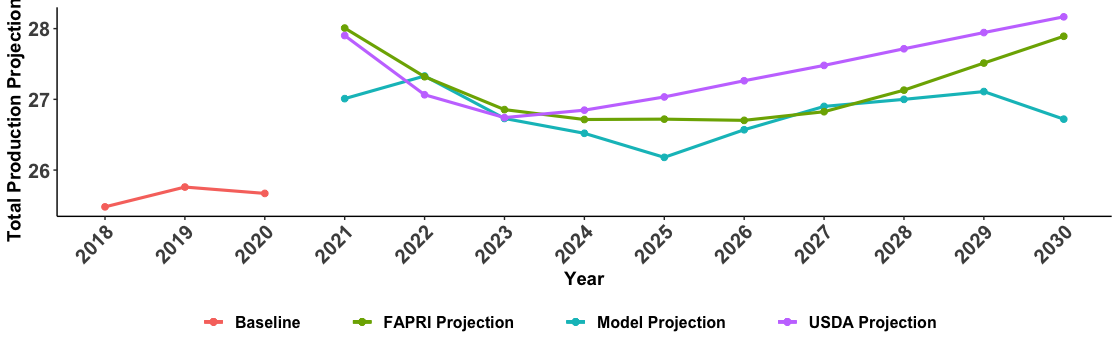 Total Production Projection
28
27
26
2018 2019 2020 2021 2022 2023 2024 2025 2026 2027 2028 2029 2030
Year
Baseline FAPRI Projection Model Projection USDA Projection